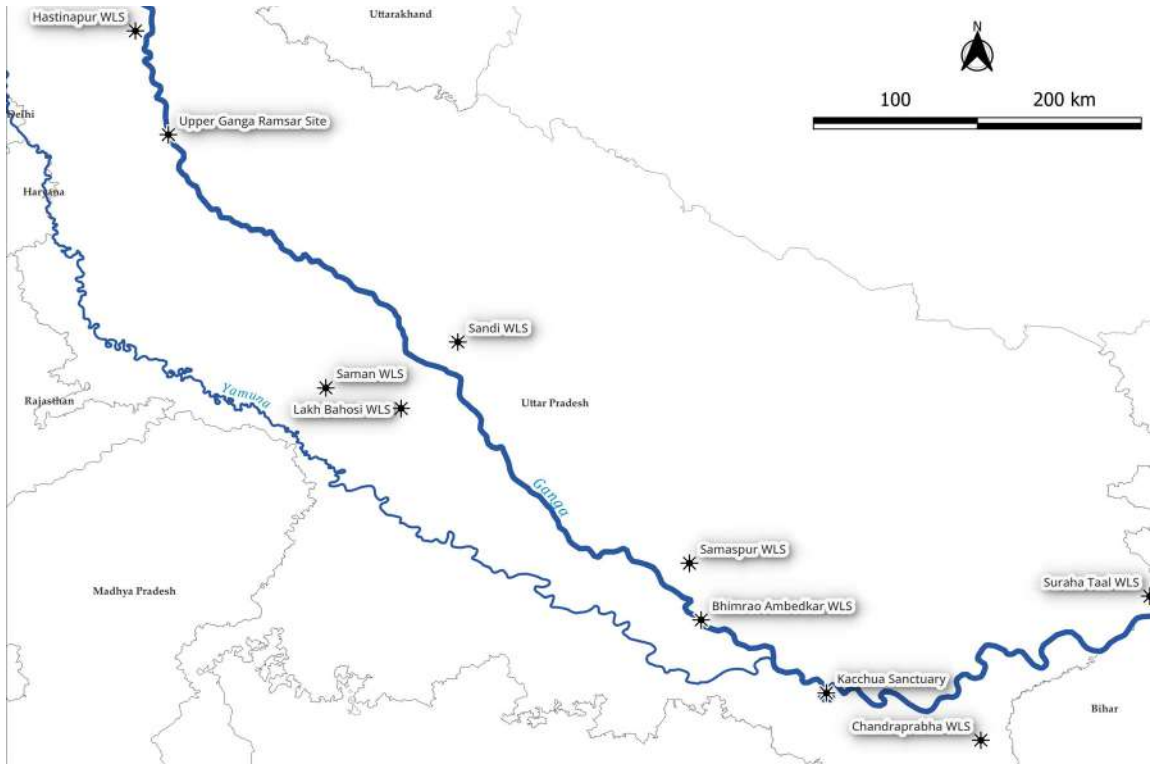 Hastinapur WLS
Uttarakhand
N
100
200 km
Delhi
Upper Ganga Ramsar Site
Haryana
Sandi WLS
Saman WLS
Yamuna
Rajasthan
Lakh Bahosi WLS
Uttar Pradesh
Ganga
Samaspur WLS
Madhya Pradesh
Suraha Taal WLS
Bhimrao Ambedkar WLS
Kacchua Sanctuary
Bihar
Chandraprabha WLS